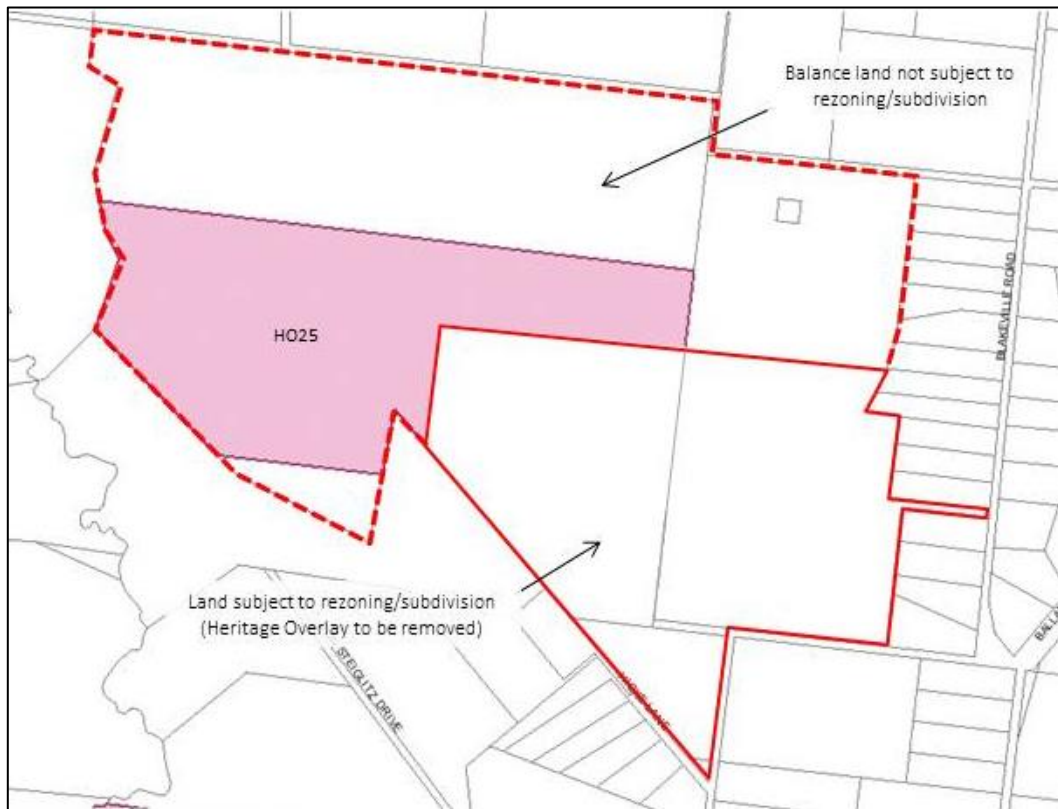 Balance land not subject to
rezoning/subdivision
BLAKEVILLE ROAD
HO25
Land subject to rezoning/subdivision
(Heritage Overlay to be removed)
STEIGLITZ DRIVE
LANE